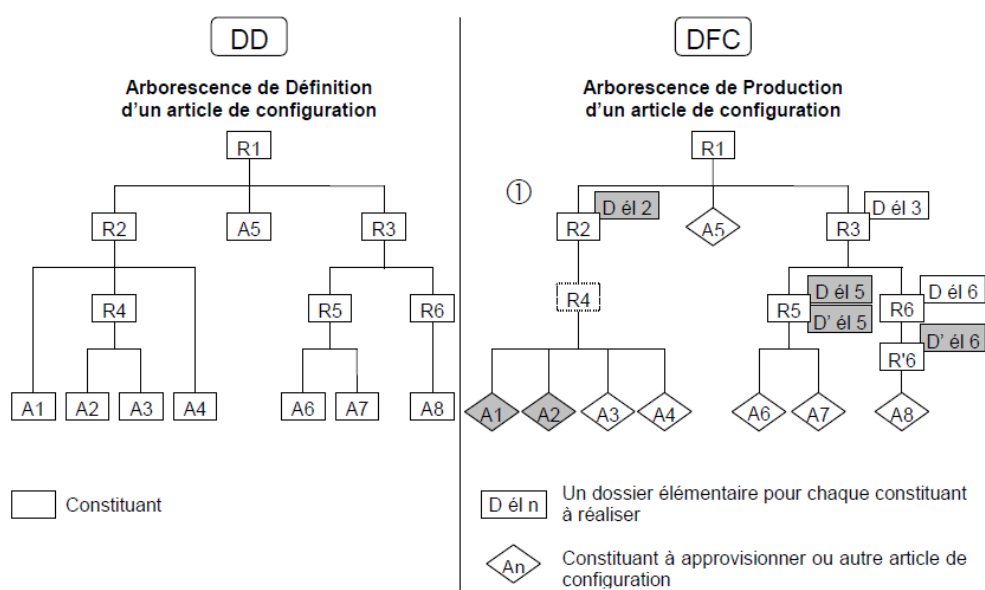 DD
Arborescence de Définition
d'un article de configuration
R1
R2
A5
R3
R4
R5
R6
A1
A2
A3
A4
A6
A7
A8
Constituant
DFC
Arborescence de Production
d'un article de configuration
R1
①
R2
D él 2
A5
R3
D él 3
R4
R5
D él 5
D' él 5
R6
D él 6
D' él 6
R'6
A1
A2
A3
A4
A6
A7
A8
D él n
Un dossier élémentaire pour chaque constituant
à réaliser
An
Constituant à approvisionner ou autre article de
configuration